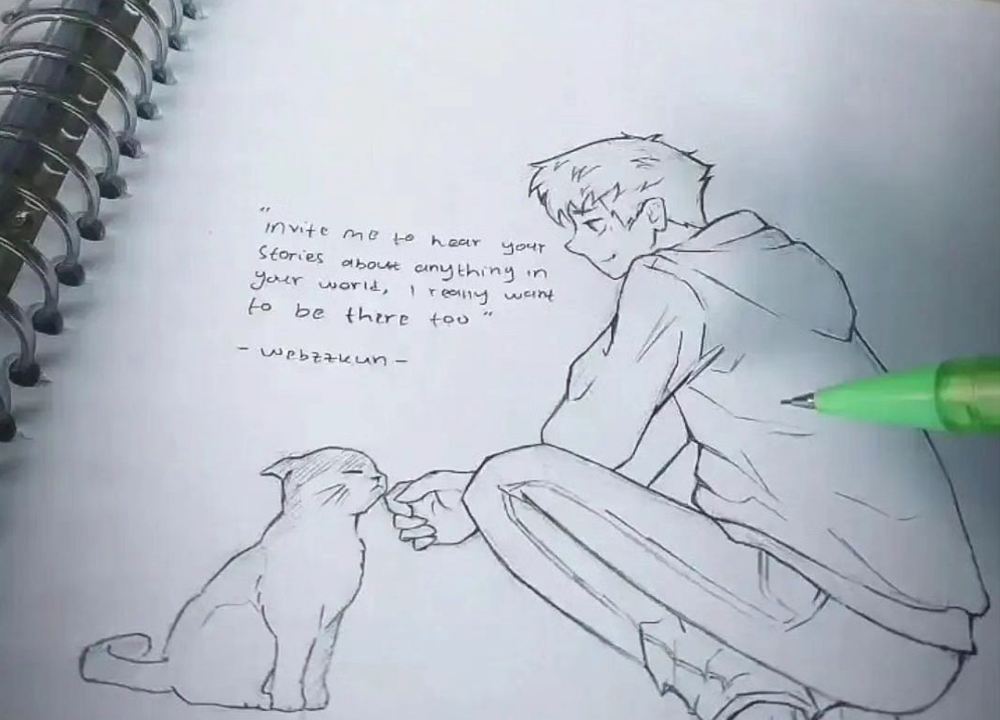 "
invite me to hear your
stories about anything in
your world, I really want
to be there too "
- webzzkun -